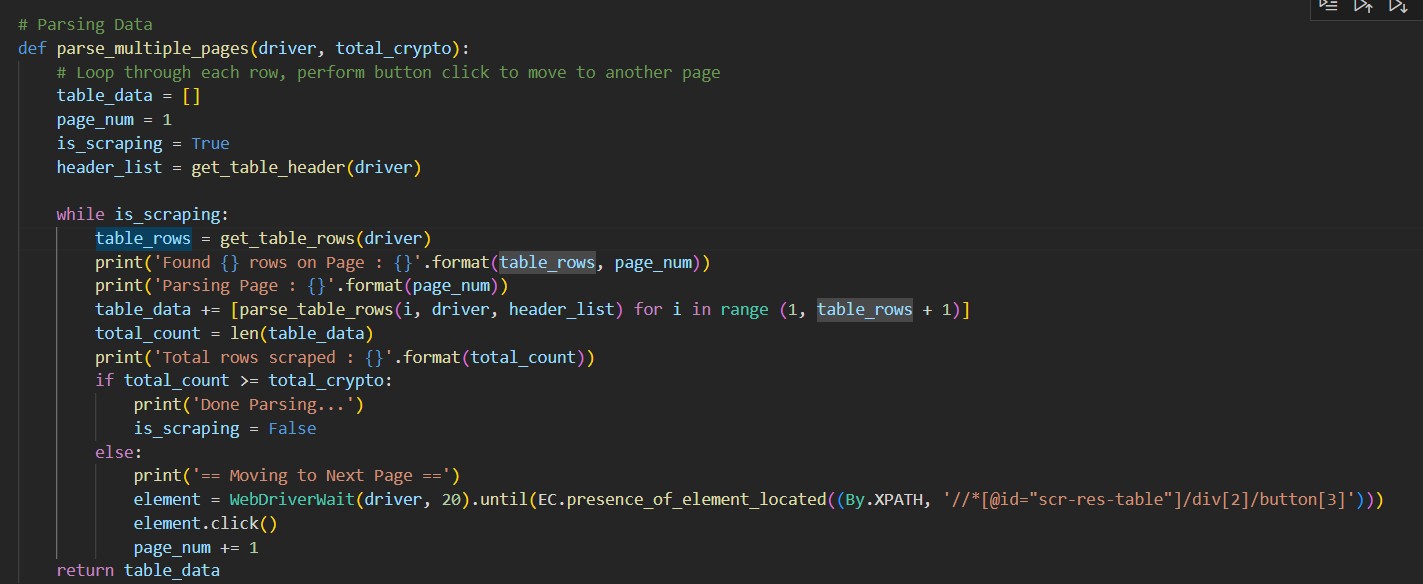 # Parsing Data
def parse_multiple_pages(driver, total_crypto):
    # Loop through each row, perform button click to move to another page
    table_data = []
    page_num = 1
    is_scraping = True
    header_list = get_table_header(driver)

    while is_scraping:
        table_rows = get_table_rows(driver)
        print('Found {} rows on Page : {}'.format(table_rows, page_num))
        print('Parsing Page : {}'.format(page_num))
        table_data += [parse_table_rows(i, driver, header_list) for i in range (1, table_rows + 1)]
        total_count = len(table_data)
        print('Total rows scraped : {}'.format(total_count))
        if total_count >= total_crypto:
            print('Done Parsing...')
            is_scraping = False
        else:
            print('== Moving to Next Page ==')
            element = WebDriverWait(driver, 20).until(EC.presence_of_element_located((By.XPATH, '//*[@id="scr-res-table"]/div[2]/button[3]')))
            element.click()
            page_num += 1
    return table_data